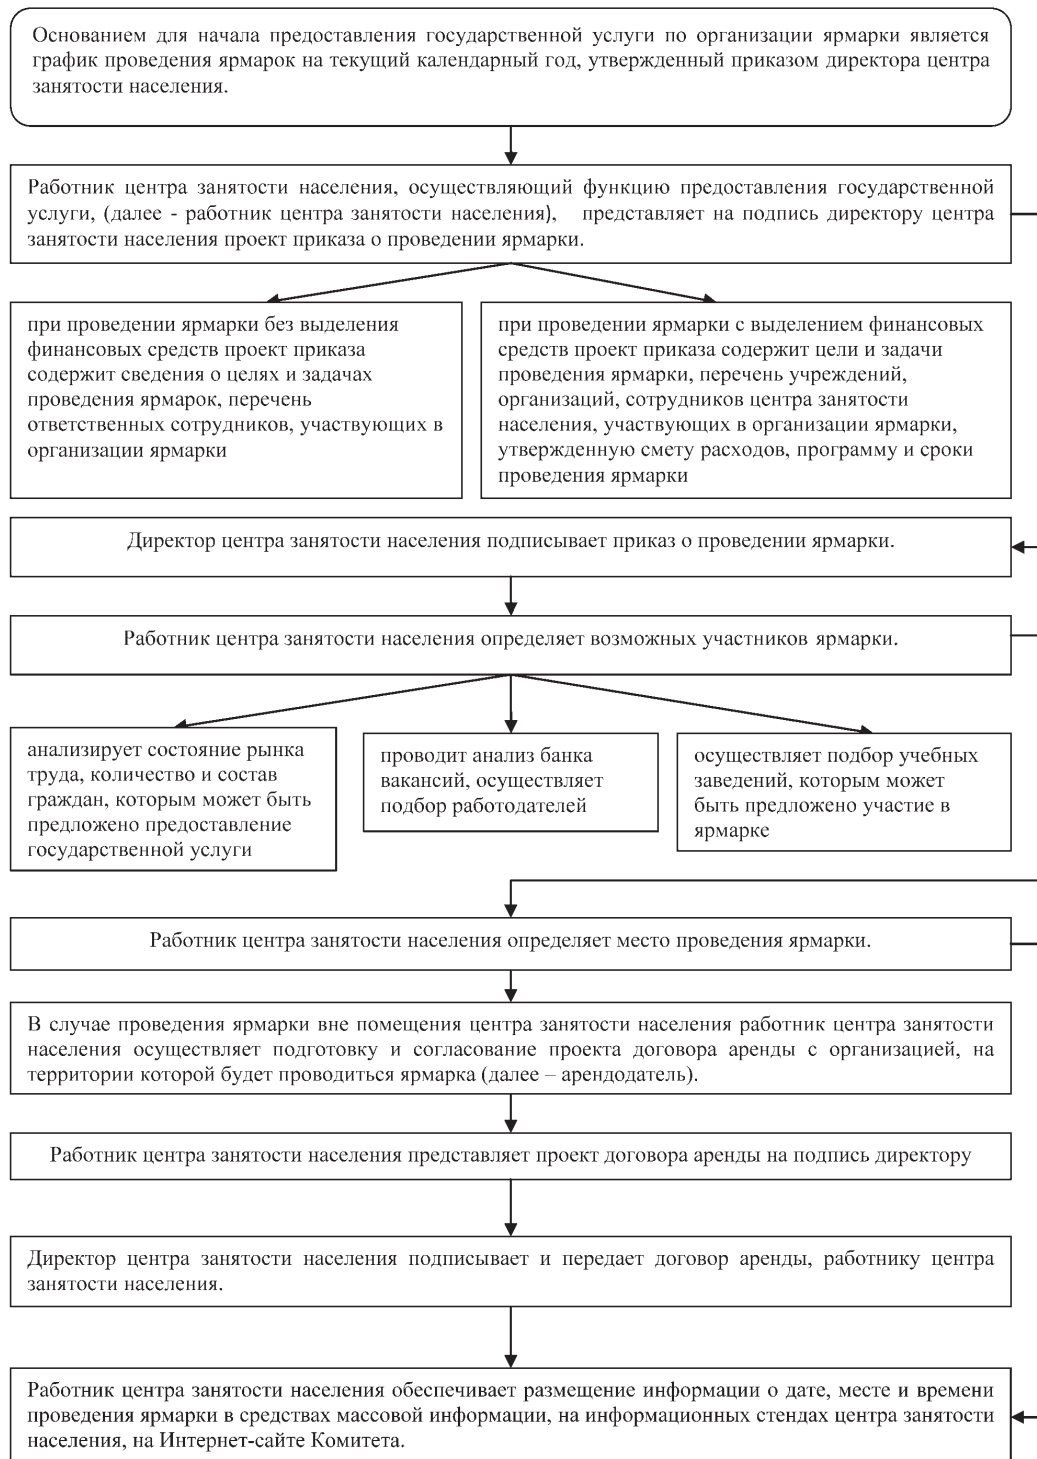 Основанием для начала предоставления государственной услуги по организации ярмарки является
график проведения ярмарок на текущий календарный год, утвержденный приказом директора центра
занятости населения.
Работник центра занятости населения, осуществляющий функцию предоставления государственной
услуги, (далее - работник центра занятости населения), представляет на подпись директору центра
занятости населения проект приказа о проведении ярмарки.
при проведении ярмарки без выделения
финансовых средств проект приказа
содержит сведения о целях и задачах
проведения ярмарок, перечень
ответственных сотрудников, участвующих в
организации ярмарки
при проведении ярмарки с выделением финансовых
средств проект приказа содержит цели и задачи
проведения ярмарки, перечень учреждений,
организаций, сотрудников центра занятости
населения, участвующих в организации ярмарки,
утвержденную смету расходов, программу и сроки
проведения ярмарки
Директор центра занятости населения подписывает приказ о проведении ярмарки.
Работник центра занятости населения определяет возможных участников ярмарки.
анализирует состояние рынка
труда, количество и состав
граждан, которым может быть
предложено предоставление
государственной услуги
проводит анализ банка
вакансий, осуществляет
подбор работодателей
осуществляет подбор учебных
заведений, которым может
быть предложено участие в
ярмарке
Работник центра занятости населения определяет место проведения ярмарки.
В случае проведения ярмарки вне помещения центра занятости населения работник центра занятости
населения осуществляет подготовку и согласование проекта договора аренды с организацией, на
территории которой будет проводиться ярмарка (далее – арендодатель).
Работник центра занятости населения представляет проект договора аренды на подпись директору
Директор центра занятости населения подписывает и передает договор аренды, работнику центра
занятости населения.
Работник центра занятости населения обеспечивает размещение информации о дате, месте и времени
проведения ярмарки в средствах массовой информации, на информационных стендах центра занятости
населения, на Интернет-сайте Комитета.